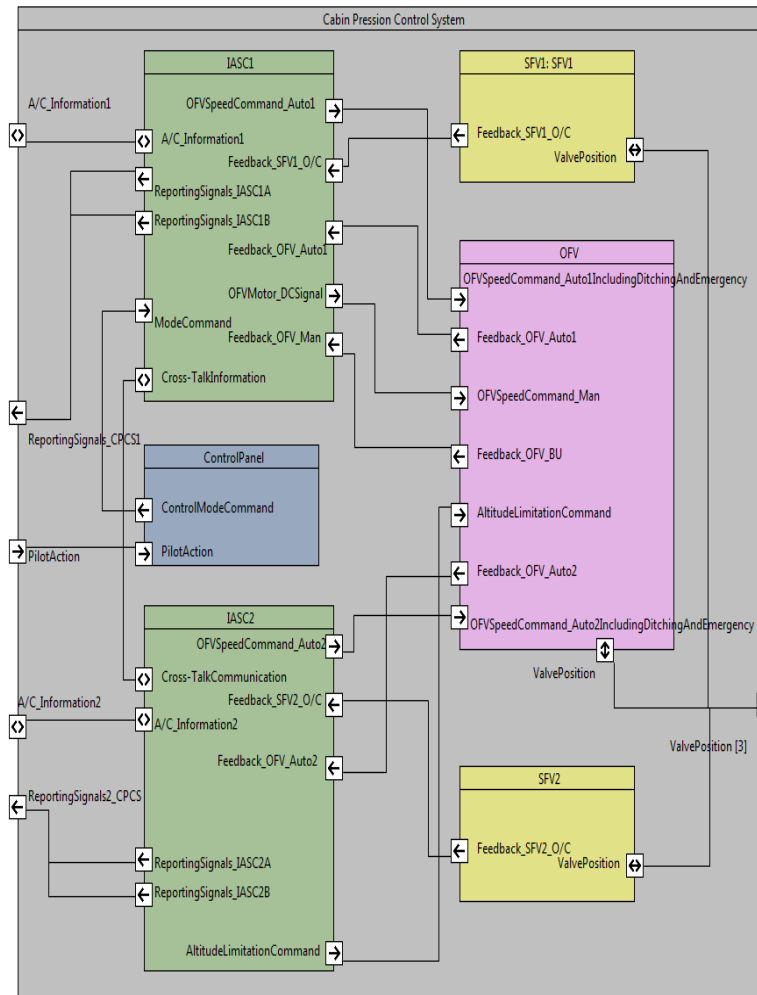 Cabin Pression Control System
IASC1
SFV1: SFV1
A/C_Information1
OFVSpeedCommand_Auto1
A/C_Information1
Feedback_SFV1_O/C
Feedback_SFV1_O/C
ValvePosition
ReportingSignals_IASC1A
ReportingSignals_IASC1B
Feedback_OFV_Auto1
OFV
OFVSpeedCommand_Auto1IncludingDitchingAndEmergency
OFVMotor_DCSignal
ModeCommand
Feedback_OFV_Man
Feedback_OFV_Auto1
Cross-TalkInformation
OFVSpeedCommand_Man
ReportingSignals_CPCS1
ControlPanel
Feedback_OFV_BU
ControlModeCommand
AltitudeLimitationCommand
PilotAction
PilotAction
Feedback_OFV_Auto2
IASC2
OFVSpeedCommand_Auto2
OFVSpeedCommand_Auto2IncludingDitchingAndEmergency
Cross-TalkCommunication
ValvePosition
A/C_Information2
Feedback_SFV2_O/C
A/C_Information2
Feedback_OFV_Auto2
ValvePosition [3]
SFV2
ReportingSignals2_CPCS
Feedback_SFV2_O/C
ReportingSignals_IASC2A
ValvePosition
ReportingSignals_IASC2B
AltitudeLimitationCommand